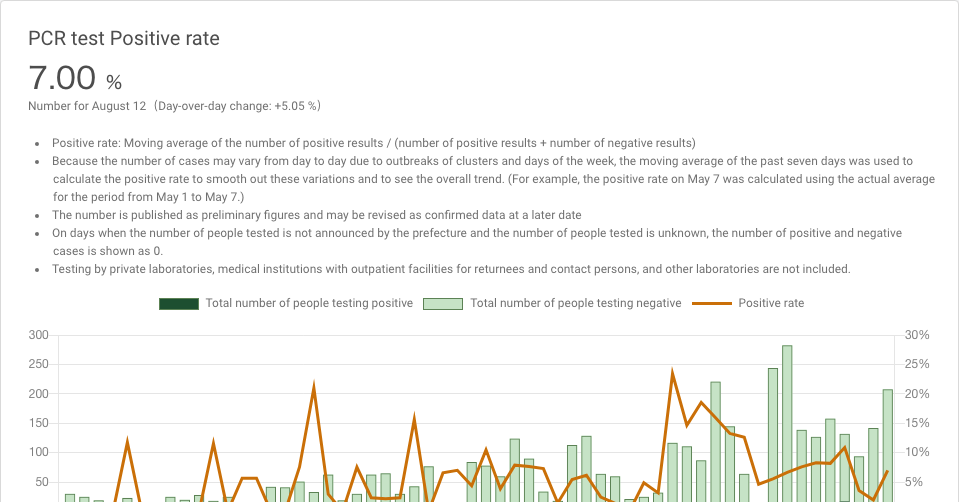 PCR test Positive rate
7.00 %
Number for August 12 (Day-over-day change: +5.05 %)
• Positive rate: Moving average of the number of positive results / (number of positive results + number of negative results)
• Because the number of cases may vary from day to day due to outbreaks of clusters and days of the week, the moving average of the past seven days was used to
calculate the positive rate to smooth out these variations and to see the overall trend. (For example, the positive rate on May 7 was calculated using the actual average
for the period from May 1 to May 7.)
• The number is published as preliminary figures and may be revised as confirmed data at a later date
• On days when the number of people tested is not announced by the prefecture and the number of people tested is unknown, the number of positive and negative
cases is shown as 0.
• Testing by private laboratories, medical institutions with outpatient facilities for returnees and contact persons, and other laboratories are not included.
Total number of people testing positive Total number of people testing negative Positive rate
300 30%
250 25%
200 20%
150 15%
100 10%
50 5%